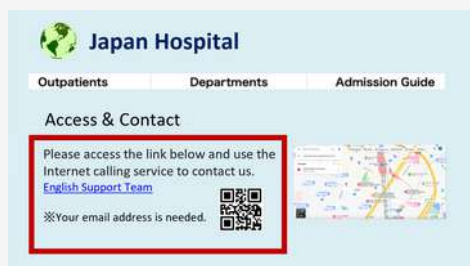 Japan Hospital
Outpatients Departments Admission Guide
Access & Contact
Please access the link below and use the
Internet calling service to contact us.
English Support Team
※Your email address is needed.